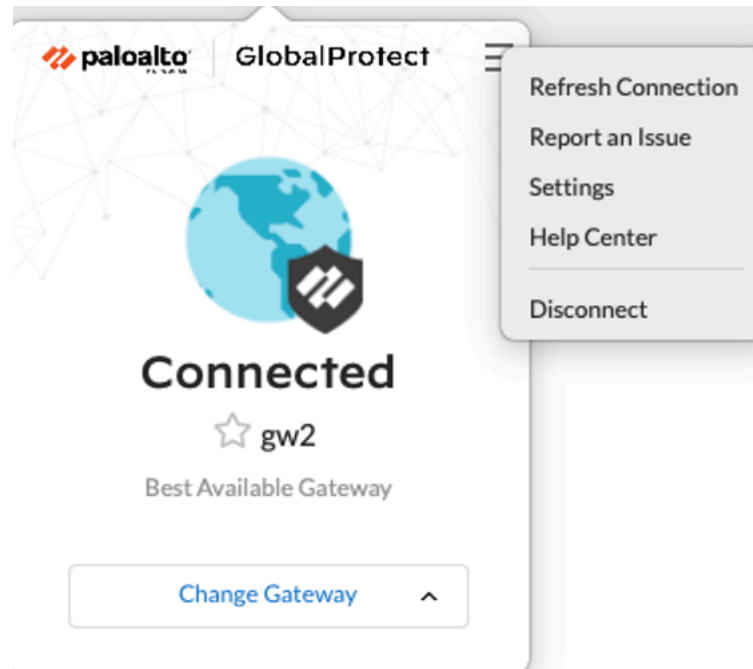 paloalto
GlobalProtect
Refresh Connection
Report an Issue
Settings
Help Center
Disconnect
Connected
gw2
Best Available Gateway
Change Gateway